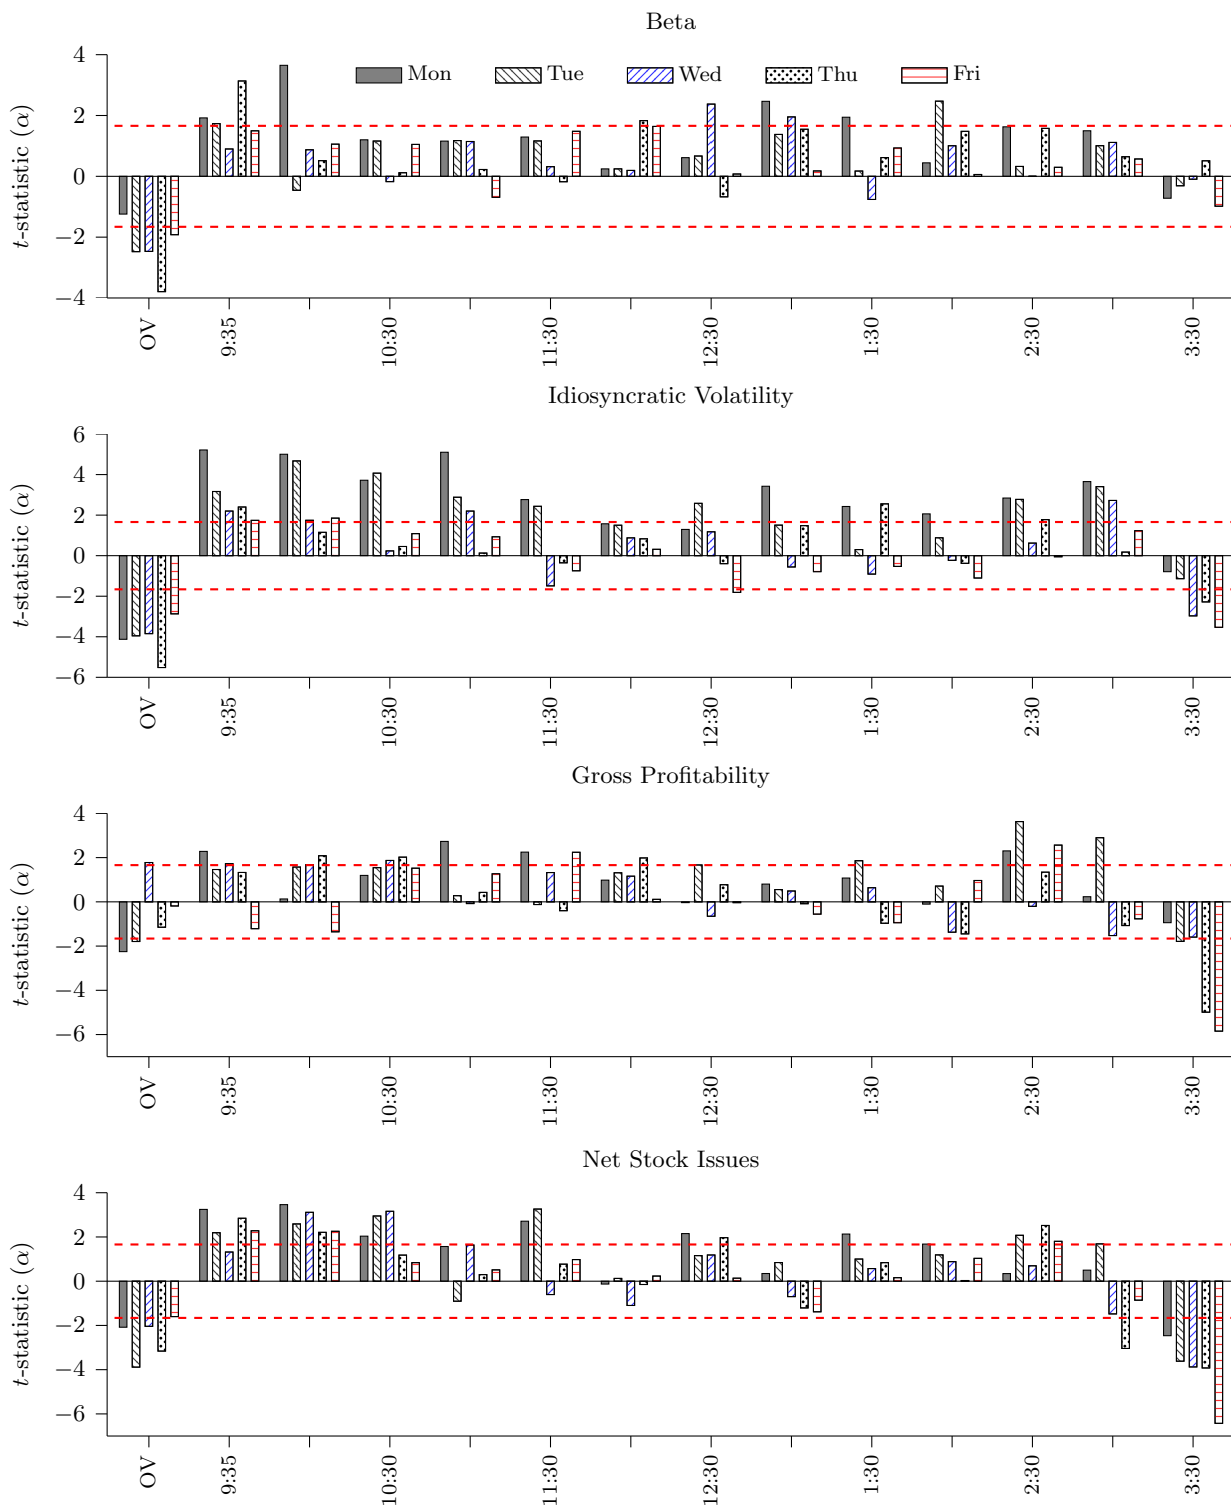 Beta
4
Mon Tue Wed Thu Fri
2
0
−2
−4
t-statistic (α)
OV 9:35 10:30 11:30 12:30 1:30 2:30 3:30
Idiosyncratic Volatility
6
4
2
0
−2
−4
−6
t-statistic (α)
OV 9:35 10:30 11:30 12:30 1:30 2:30 3:30
Gross Profitability
4
2
0
−2
−4
−6
t-statistic (α)
OV 9:35 10:30 11:30 12:30 1:30 2:30 3:30
Net Stock Issues
4
2
0
−2
−4
−6
t-statistic (α)
OV 9:35 10:30 11:30 12:30 1:30 2:30 3:30